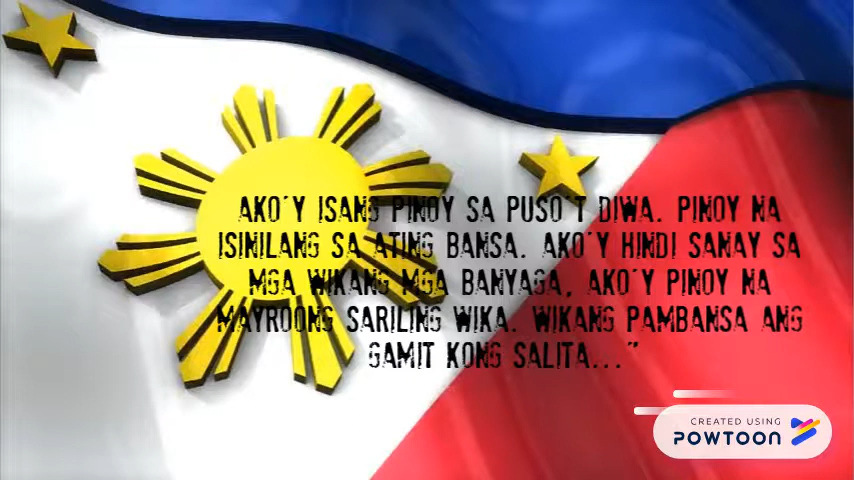 AKO'Y ISANG PINOY SA PUSO'T DIWA. PINOY NA
ISINILANG SA ATING BANSA. AKO'Y HINDI SANAY SA
MGA WIKANG MGA BANYAGA, AKO'Y PINOY NA
MAYROONG SARILING WIKA. WIKANG PAMBANSA ANG
GAMIT KONG SALITA..."
CREATED USING
POWTOON